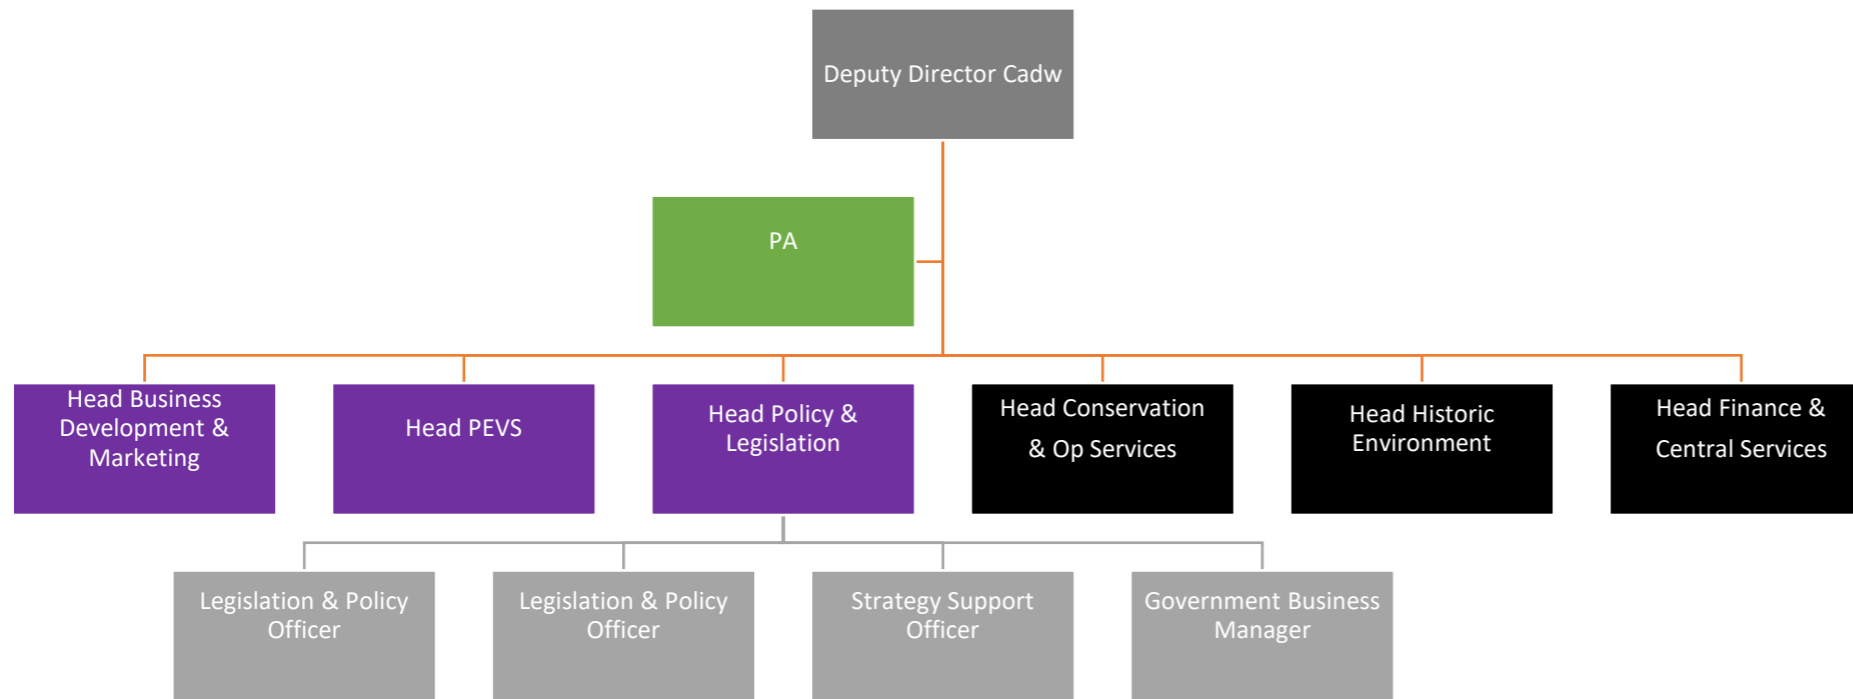 Deputy Director Cadw
PA
Head Business
Development &
Marketing
Head PEVS
Head Policy &
Legislation
Head Conservation
& Op Services
Head Historic
Environment
Head Finance &
Central Services
Legislation & Policy
Officer
Legislation & Policy
Officer
Strategy Support
Officer
Government Business
Manager